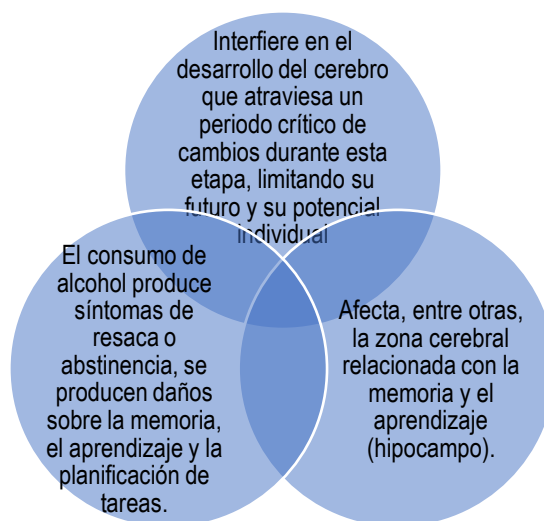 Interfiere en el
desarrollo del cerebro
que atraviesa un
periodo crítico de
cambios durante esta
etapa, limitando su
futuro y su potencial
individual
El consumo de
alcohol produce
síntomas de
resaca o
abstinencia, se
producen daños
sobre la memoria,
el aprendizaje y la
planificación de
tareas.
Afecta, entre otras,
la zona cerebral
relacionada con la
memoria y el
aprendizaje
(hipocampo).